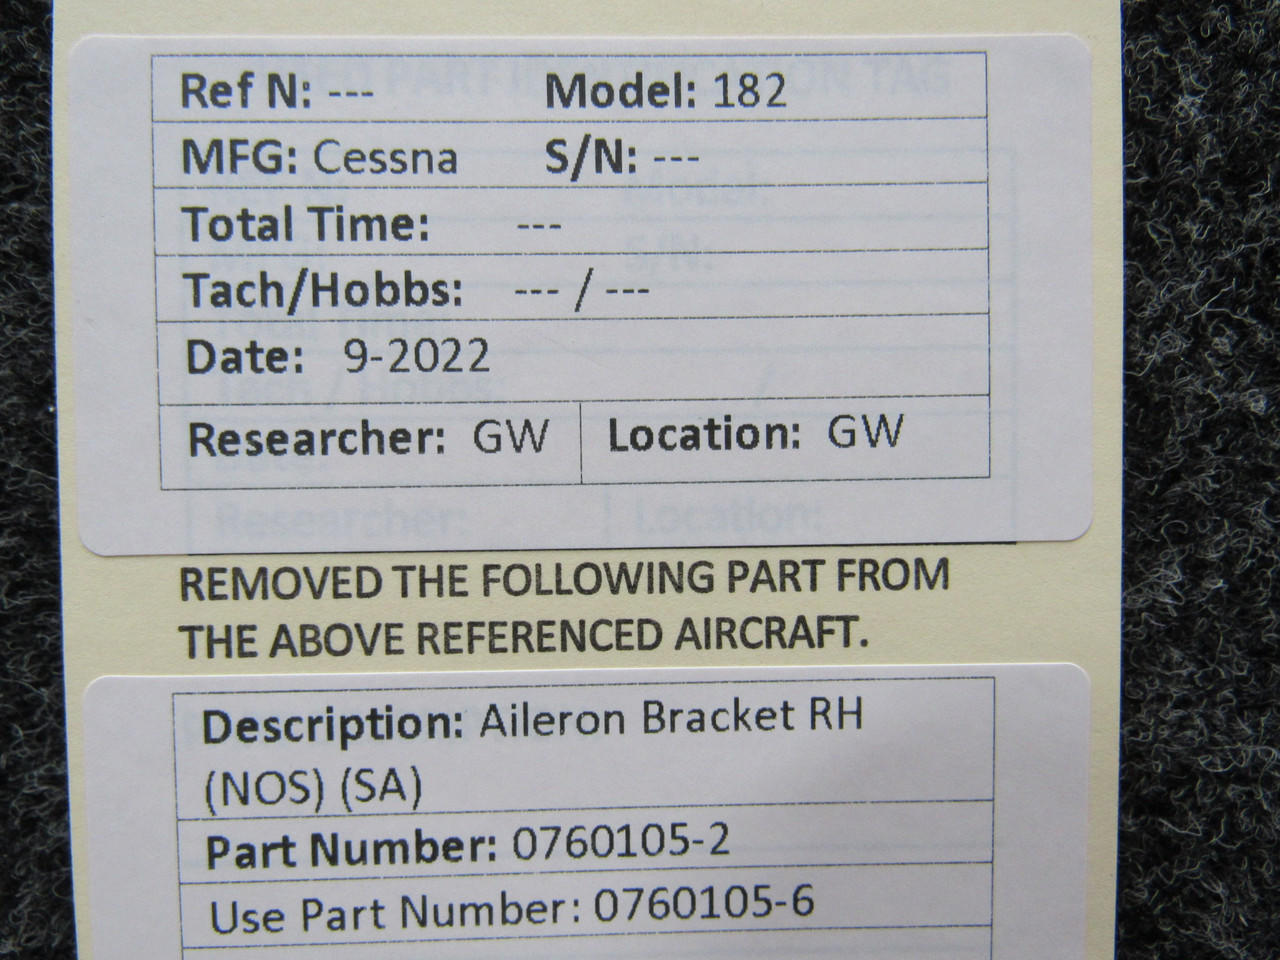 Ref N: --- Model: 182
MFG: Cessna S/N: ---
Total Time: ---
Tach/Hobbs: --- / ---
Date: 9-2022
Researcher: GW Location: GW
REMOVED THE FOLLOWING PART FROM
THE ABOVE REFERENCED AIRCRAFT.
Description: Aileron Bracket RH
(NOS) (SA)
Part Number: 0760105-2
Use Part Number: 0760105-6